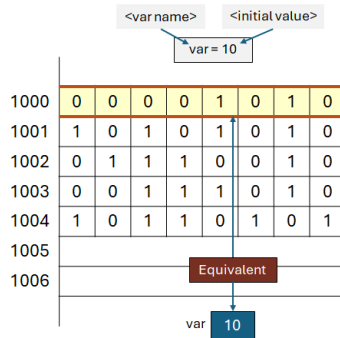 <var name> <initial value>
var = 10
1000 0 0 0 0 1 0 1 0
1001 1 0 1 0 1 0 1 0
1002 0 1 1 1 0 0 1 0
1003 0 0 1 1 1 0 1 0
1004 1 0 1 1 0 1 0 1
1005
1006
Equivalent
var 10